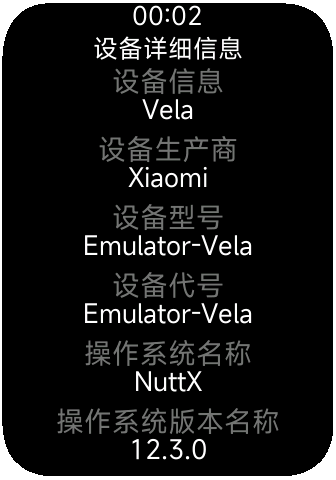 00:02
设备详细信息
设备信息
Vela
设备生产商
Xiaomi
设备型号
Emulator-Vela
设备代号
Emulator-Vela
操作系统名称
NuttX
操作系统版本名称
12.3.0